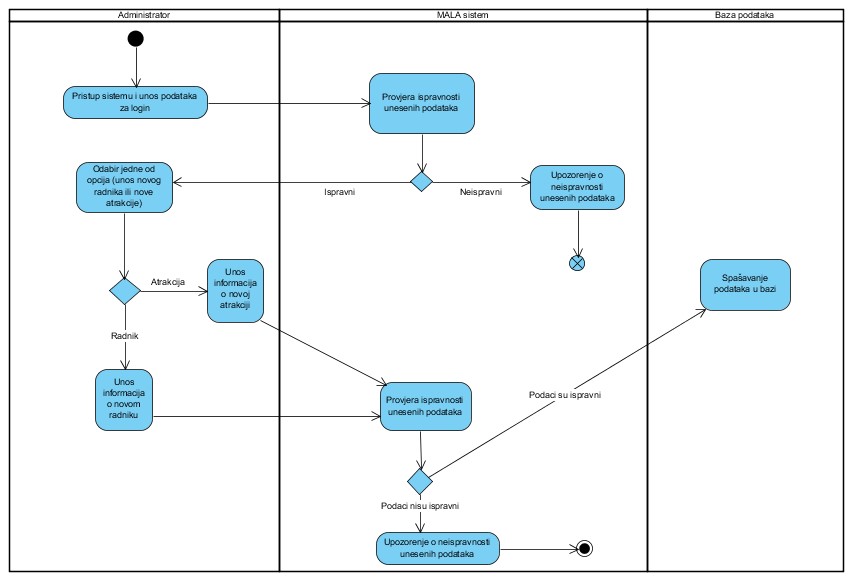 Administrator
MALA sistem
Baza podataka
Pristup sistemu i unos podataka
za login
Provjera ispravnosti
unesenih podataka
Odabir jedne od
opcija (unos novog
radnika ili nove
atrakcije)
Ispravni
Neispravni
Upozorenje o
neispravnosti
unesenih podataka
Atrakcija
Unos
informacija
o novoj
atrakciji
Spašavanje
podataka u bazi
Radnik
Unos
informacija
o novom
radniku
Provjera ispravnosti
unesenih podataka
Podaci su ispravni
Podaci nisu ispravni
Upozorenje o neispravnosti
unesenih podataka